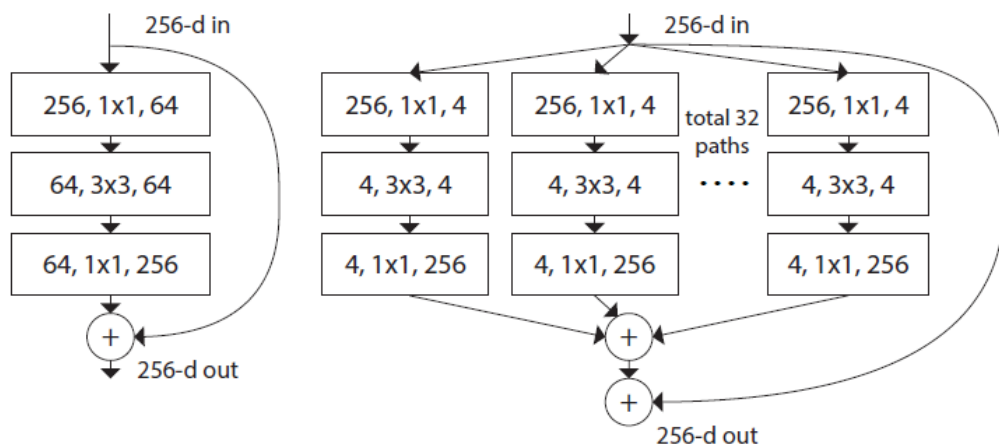 256-d in
256, 1x1, 64
64, 3x3, 64
64, 1x1, 256
+
256-d out
256-d in
256, 1x1, 4
256, 1x1, 4
total 32
paths
256, 1x1, 4
4, 3x3, 4
4, 3x3, 4
....
4, 3x3, 4
4, 1x1, 256
4, 1x1, 256
4, 1x1, 256
+
+
256-d out